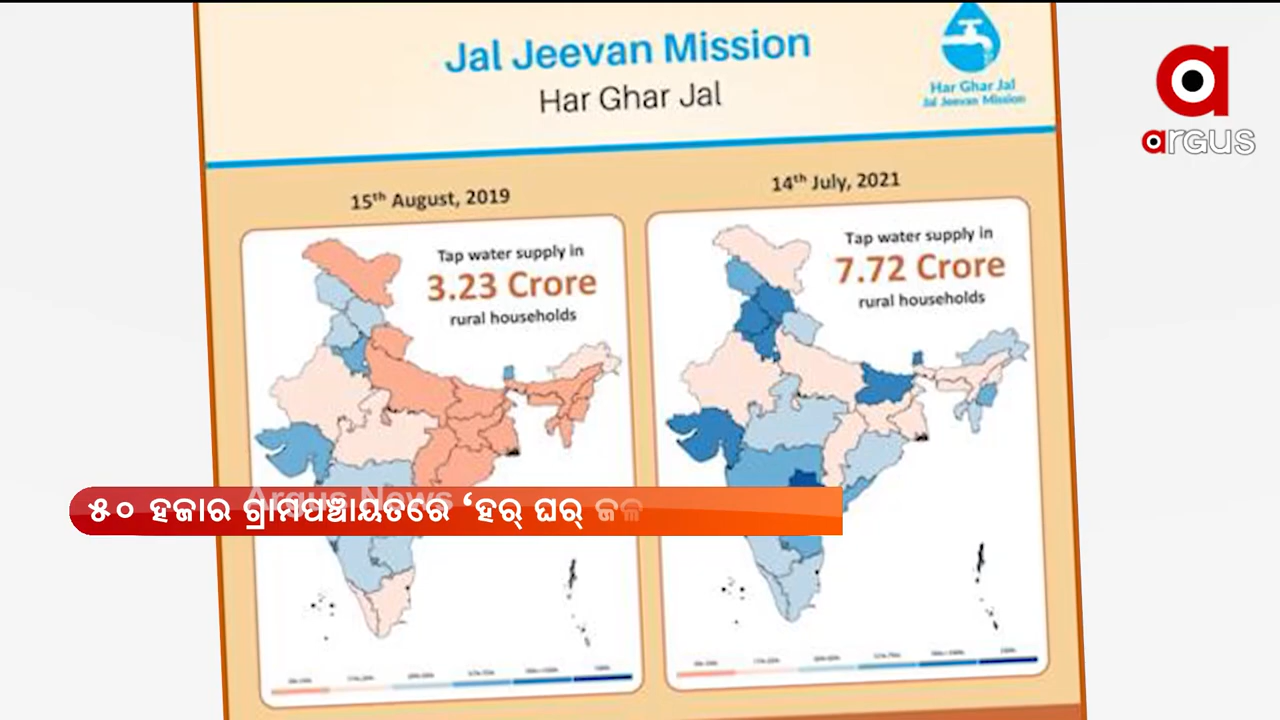 Jal Jeevan Mission
Har Ghar Jal
Har Ghar Jal
Jal Jeevan Mission
argus
15th August, 2019
Tap water supply in
3.23 Crore
rural households
14th July, 2021
Tap water supply in
7.72 Crore
rural households
Argus News
୫୦ ହଜାର ଗ୍ରାମପଞ୍ଚାୟତରେ ‘ହର୍ ଘର୍ ଜଳ